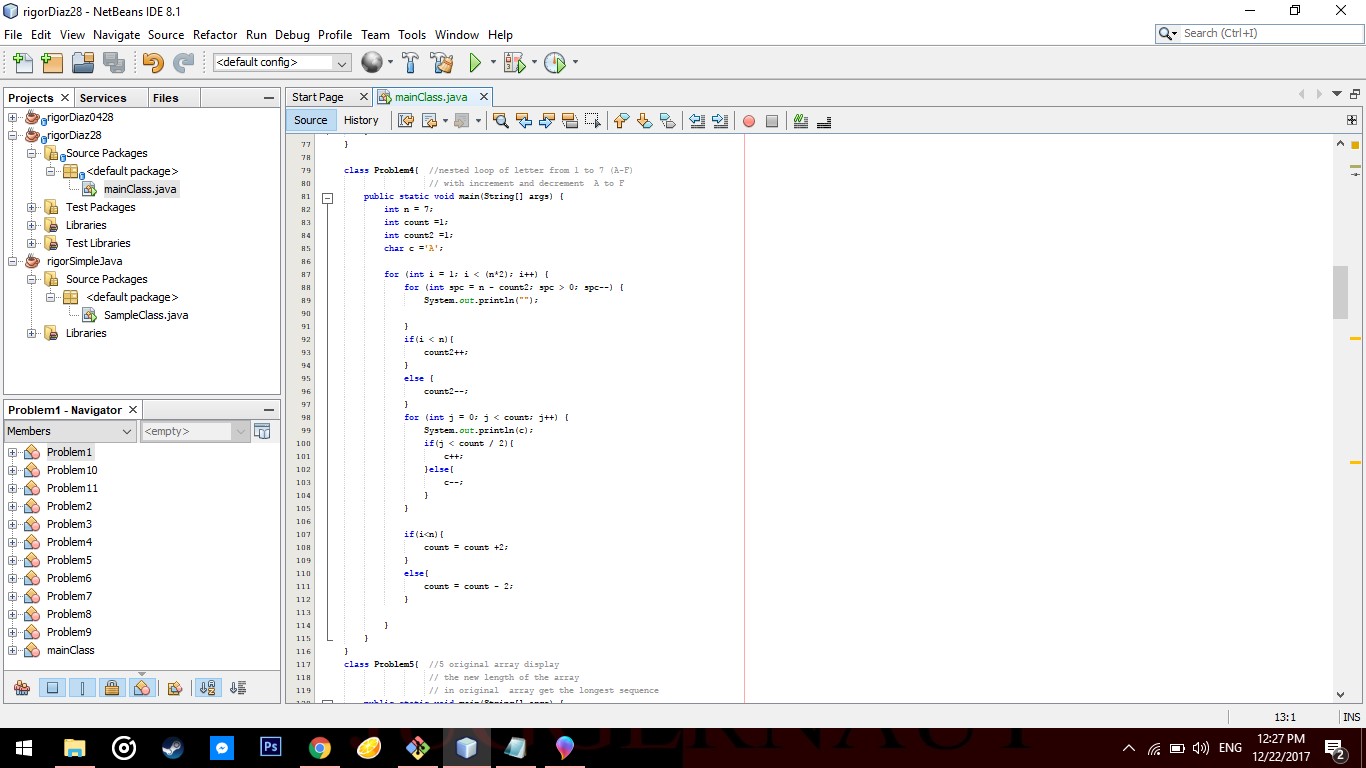 rigorDiaz28 - NetBeans IDE 8.1
File Edit View Navigate Source Refactor Run Debug Profile Team Tools Window Help
Search (Ctrl+I)
<default config>
Projects Services Files
rigorDiaz0428
rigorDiaz28
Source Packages
<default package>
mainClass.java
Test Packages
Libraries
Test Libraries
rigorSimpleJava
Source Packages
<default package>
SampleClass.java
Libraries
Problem1 - Navigator
Members <empty>
Problem1
Problem10
Problem11
Problem2
Problem3
Problem4
Problem5
Problem6
Problem7
Problem8
Problem9
mainClass
Start Page mainClass.java
Source History
77 }
78
79 class Problem4{ //nested loop of letter from 1 to 7 (A-F)
80 // with increment and decrement A to F
81 public static void main(String[] args) {
82 int n = 7;
83 int count =1;
84 int count2 =1;
85 char c ='A';
86
87 for (int i = 1; i < (n*2); i++) {
88 for (int spc = n - count2; spc > 0; spc--) {
89 System.out.println("");
90
91 }
92 if(i < n){
93 count2++;
94 }
95 else {
96 count2--;
97 }
98 for (int j = 0; j < count; j++) {
99 System.out.println(c);
100 if(j < count / 2){
101 c++;
102 }else{
103 c--;
104 }
105 }
106
107 if(i<n){
108 count = count +2;
109 }
110 else{
111 count = count - 2;
112 }
113
114 }
115 }
116 }
117 class Problem5{ //5 original array display
118 // the new length of the array
119 // in original array get the longest sequence
120 public static void main(String[] args) {
13:1 INS
JUGGERNAUT
ENG
12:27 PM
12/22/2017
2